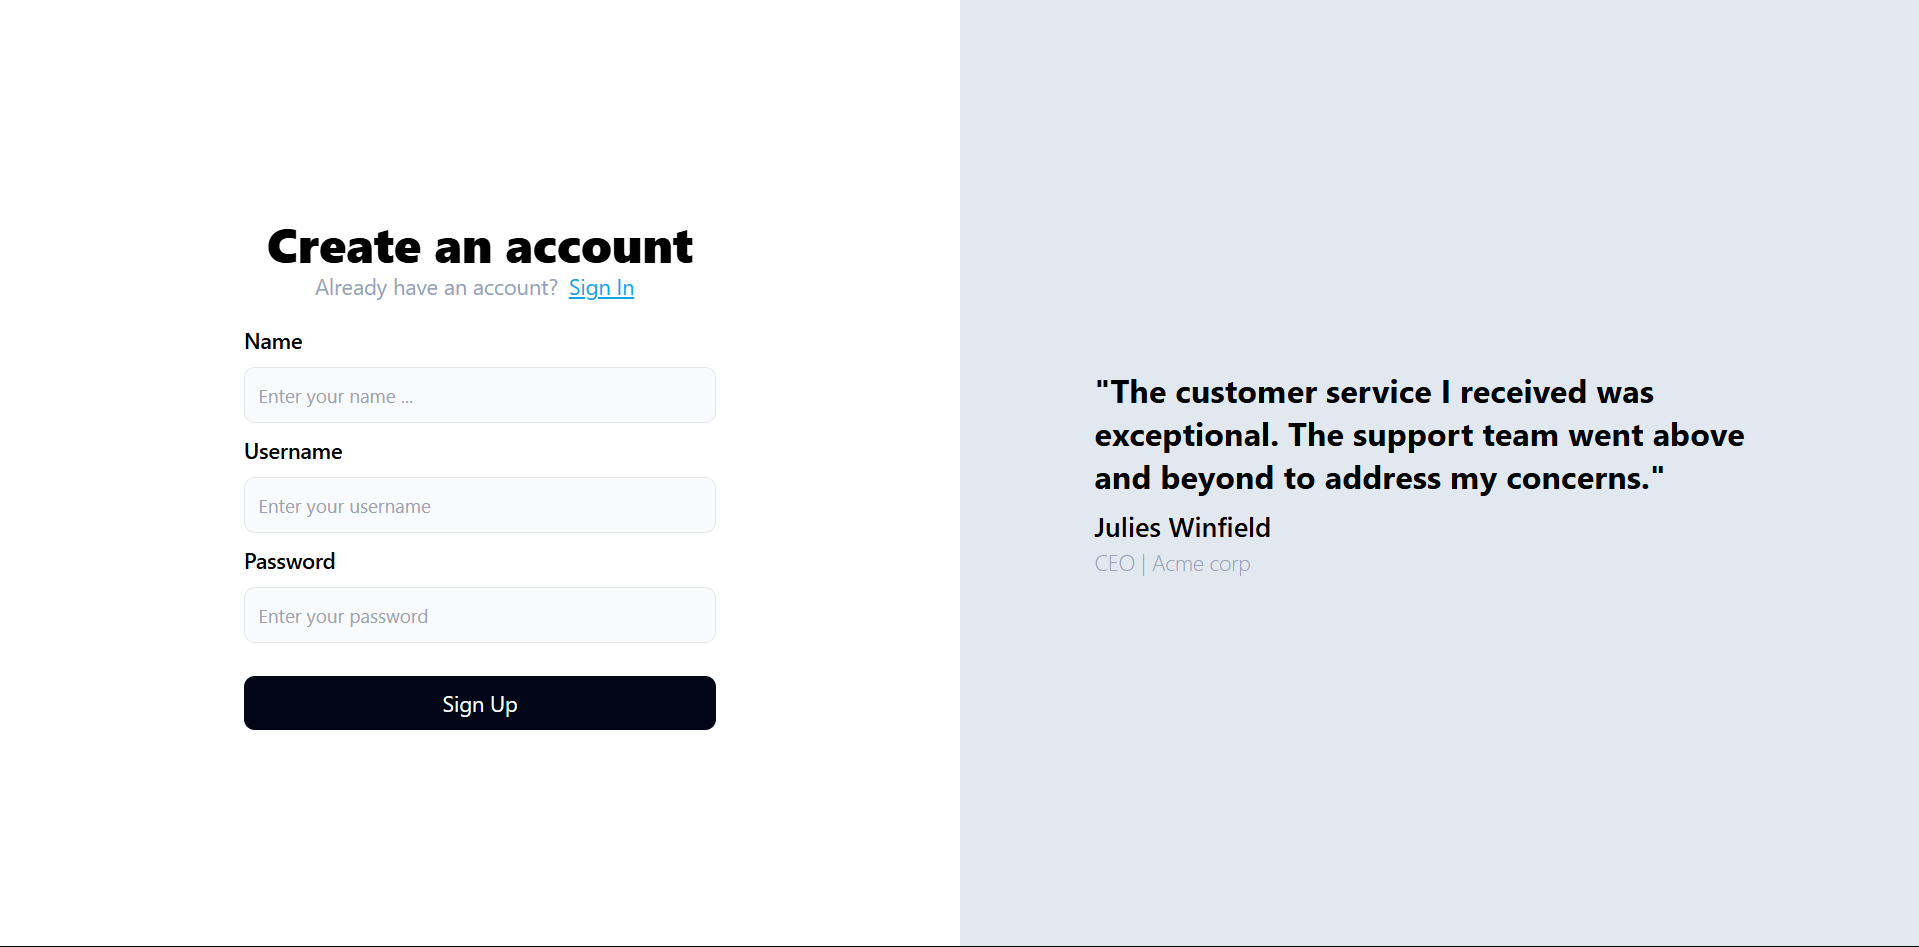 Create an account
Already have an account? Sign In
Name
Enter your name ...
Username
Enter your username
Password
Enter your password
Sign Up
"The customer service I received was
exceptional. The support team went above
and beyond to address my concerns."
Julies Winfield
CEO | Acme corp